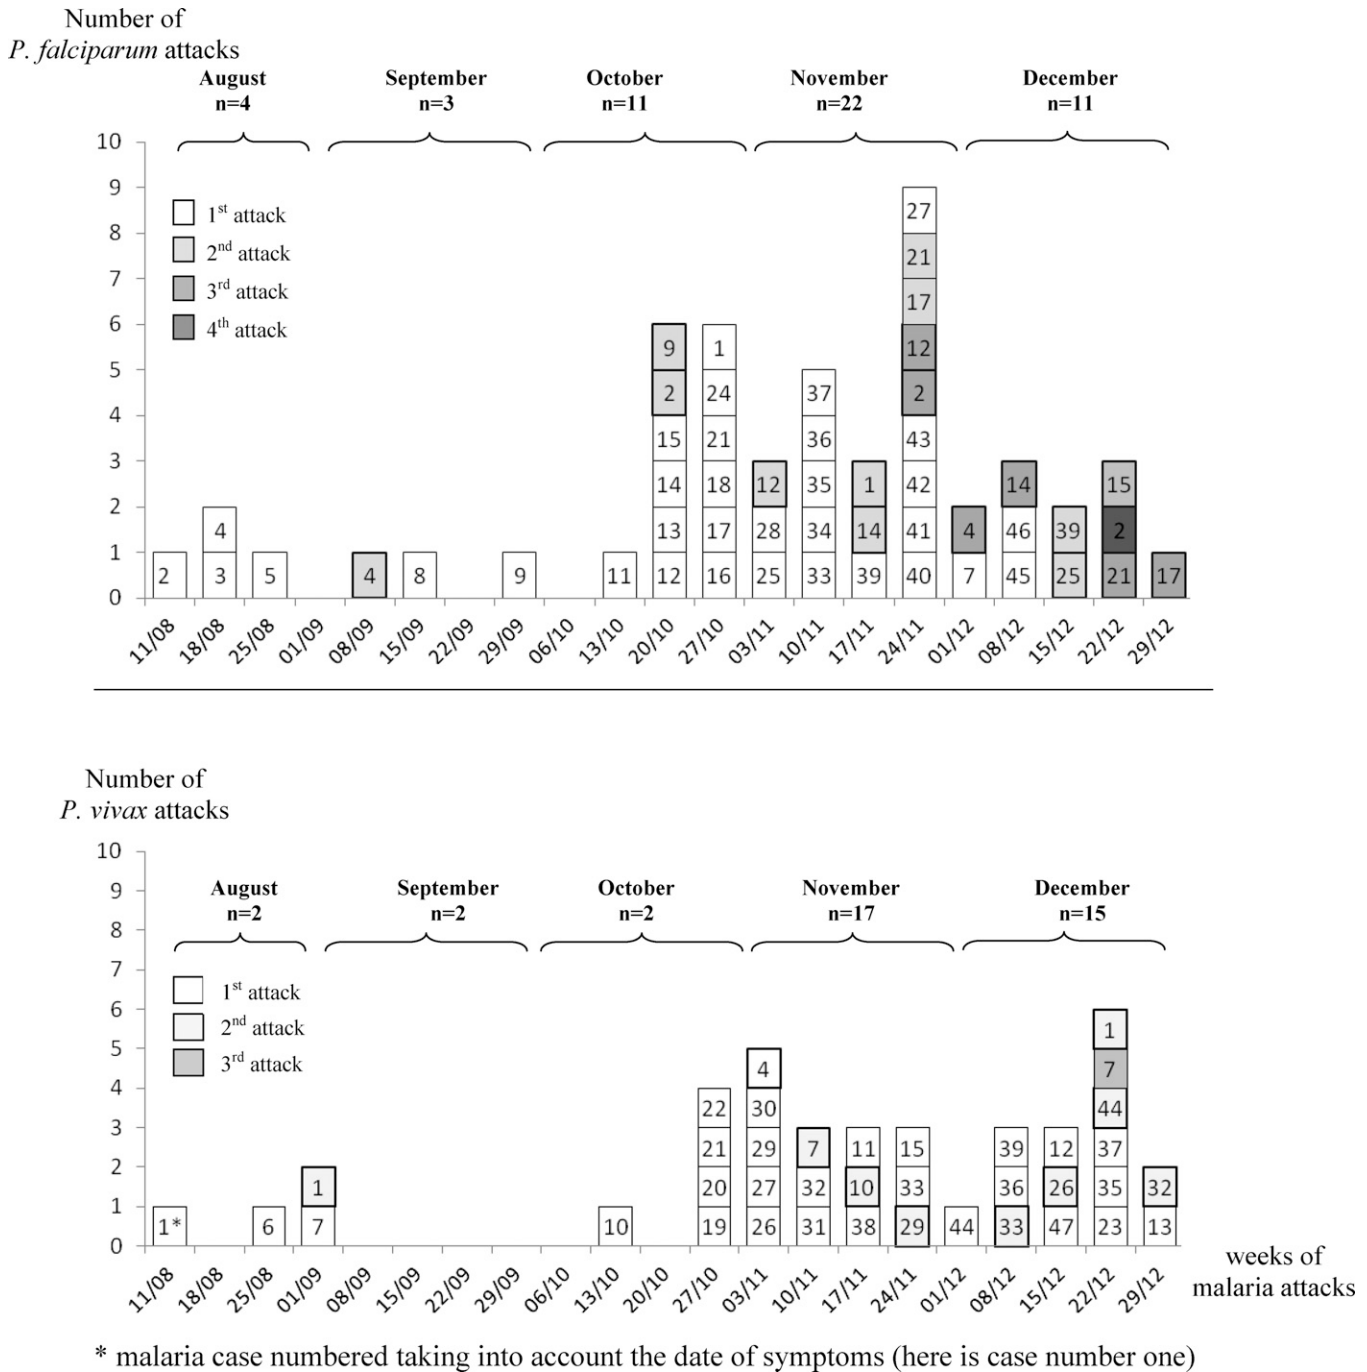 Number of
P. falciparum attacks
August September October November December
n=4 n=3 n=11 n=22 n=11
10
9 27
1st attack
8
2nd attack 21
7
3rd attack 17
6
4th attack 9 1 12
5
2 24 37 2
4
15 21 36 43
3
14 18 12 35 1 42 14 15
2
4 13 17 28 34 14 41 4 46 39 2
1
2 3 5 4 8 9 11 12 16 25 33 39 40 7 45 25 21 17
0
11/08 18/08 25/08 01/09 08/09 15/09 22/09 29/09 06/10 13/10 20/10 27/10 03/11 10/11 17/11 24/11 01/12 08/12 15/12 22/12 29/12
Number of
P. vivax attacks
10
9
August September October November December
n=2 n=2 n=2 n=17 n=15
8
7
1st attack
6
2nd attack 1
5
3rd attack 4 7
4
22 30 44
3
21 29 7 11 15 39 12 37
2
1 20 27 32 10 33 36 26 35 32
1
1* 6 7 10 19 26 31 38 29 44 33 47 23 13
0
11/08 18/08 25/08 01/09 08/09 15/09 22/09 29/09 06/10 13/10 20/10 27/10 03/11 10/11 17/11 24/11 01/12 08/12 15/12 22/12 29/12
weeks of
malaria attacks
* malaria case numbered taking into account the date of symptoms (here is case number one)